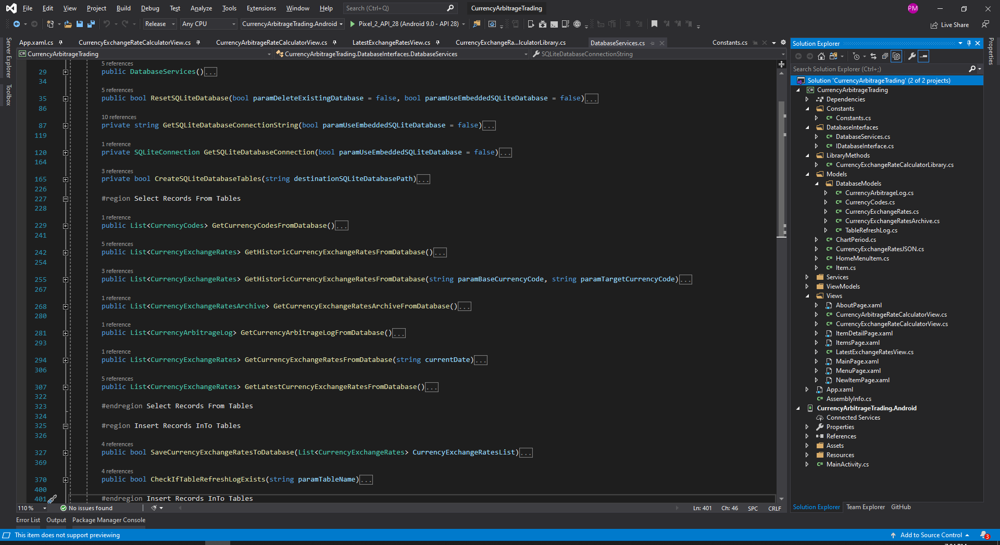 File Edit View Project Build Debug Test Analyze Tools Extensions Window Help Search (Ctrl+Q) CurrencyArbitrageTrading PM
Release Any CPU CurrencyArbitrageTrading.Android Pixel_2_API_28 (Android 9.0 - API 28) Live Share
Server Explorer
Toolbox
App.xaml.cs CurrencyExchangeRateCalculatorView.cs CurrencyArbitrageRateCalculatorView.cs LatestExchangeRatesView.cs CurrencyExchangeRa...lculatorLibrary.cs DatabaseServices.cs Constants.cs
CurrencyArbitrageTrading CurrencyArbitrageTrading.DatabaseInterfaces.DatabaseServices SQLiteDatabaseConnectionString
5 references
29 public DatabaseServices()...
34
5 references
35 public bool ResetSQLiteDatabase(bool paramDeleteExistingDatabase = false, bool paramUseEmbeddedSQLiteDatabase = false)...
86
10 references
87 private string GetSQLiteDatabaseConnectionString(bool paramUseEmbeddedSQLiteDatabase = false)...
119
1 reference
120 private SQLiteConnection GetSQLiteDatabaseConnection(bool paramUseEmbeddedSQLiteDatabase = false)...
164
3 references
165 private bool CreateSQLiteDatabaseTables(string destinationSQLiteDatabasePath)...
226
227 #region Select Records From Tables
228
1 reference
229 public List<CurrencyCodes> GetCurrencyCodesFromDatabase()...
241
5 references
242 public List<CurrencyExchangeRates> GetHistoricCurrencyExchangeRatesFromDatabase()...
254
3 references
255 public List<CurrencyExchangeRates> GetHistoricCurrencyExchangeRatesFromDatabase(string paramBaseCurrencyCode, string paramTargetCurrencyCode)...
267
1 reference
268 public List<CurrencyExchangeRatesArchive> GetCurrencyExchangeRatesArchiveFromDatabase()...
280
1 reference
281 public List<CurrencyArbitrageLog> GetCurrencyArbitrageLogFromDatabase()...
293
1 reference
294 public List<CurrencyExchangeRates> GetCurrencyExchangeRatesFromDatabase(string currentDate)...
306
5 references
307 public List<CurrencyExchangeRates> GetLatestCurrencyExchangeRatesFromDatabase()...
322
323 #endregion Select Records From Tables
324
325 #region Insert Records InTo Tables
326
4 references
327 public bool SaveCurrencyExchangeRatesToDatabase(List<CurrencyExchangeRates> CurrencyExchangeRatesList)...
369
4 references
370 public bool CheckIfTableRefreshLogExists(string paramTableName)...
400
401 #endregion Insert Records InTo Tables
110 % No issues found Ln: 401 Ch: 46 SPC CRLF
Error List Output Package Manager Console
Solution Explorer
Search Solution Explorer (Ctrl+;)
Solution 'CurrencyArbitrageTrading' (2 of 2 projects)
CurrencyArbitrageTrading
Dependencies
Constants
C# Constants.cs
DatabaseInterfaces
C# DatabaseServices.cs
C# IDatabaseInterface.cs
LibraryMethods
C# CurrencyExchangeRateCalculatorLibrary.cs
Models
DatabaseModels
C# CurrencyArbitrageLog.cs
C# CurrencyCodes.cs
C# CurrencyExchangeRates.cs
C# CurrencyExchangeRatesArchive.cs
C# TableRefreshLog.cs
C# ChartPeriod.cs
C# CurrencyExchangeRatesJSON.cs
C# HomeMenuItem.cs
C# Item.cs
Services
ViewModels
Views
AboutPage.xaml
C# CurrencyArbitrageRateCalculatorView.cs
C# CurrencyExchangeRateCalculatorView.cs
ItemDetailPage.xaml
ItemsPage.xaml
C# LatestExchangeRatesView.cs
MainPage.xaml
MenuPage.xaml
NewItemPage.xaml
App.xaml
C# AssemblyInfo.cs
CurrencyArbitrageTrading.Android
Connected Services
Properties
References
Assets
Resources
C# MainActivity.cs
Solution Explorer Team Explorer GitHub
Properties
This item does not support previewing Add to Source Control 3